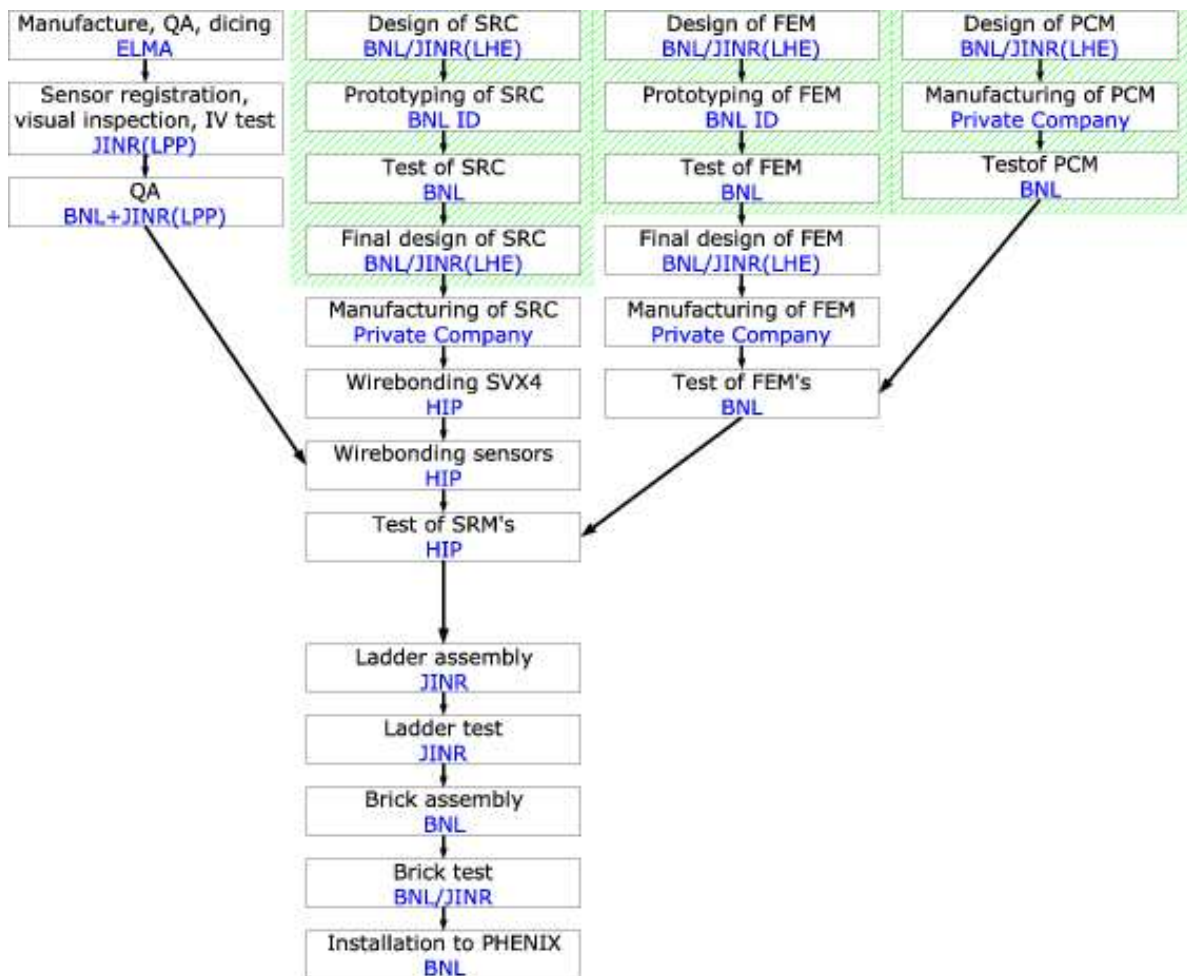 Manufacture, QA, dicing
ELMA
Sensor registration,
visual inspection, IV test
JINR(LPP)
QA
BNL+JINR(LPP)
Design of SRC
BNL/JINR(LHE)
Prototyping of SRC
BNL ID
Test of SRC
BNL
Final design of SRC
BNL/JINR(LHE)
Manufacturing of SRC
Private Company
Wirebonding SVX4
HIP
Wirebonding sensors
HIP
Test of SRM's
HIP
Ladder assembly
JINR
Ladder test
JINR
Brick assembly
BNL
Brick test
BNL/JINR
Installation to PHENIX
BNL
Design of FEM
BNL/JINR(LHE)
Prototyping of FEM
BNL ID
Test of FEM
BNL
Final design of FEM
BNL/JINR(LHE)
Manufacturing of FEM
Private Company
Test of FEM's
BNL
Design of PCM
BNL/JINR(LHE)
Manufacturing of PCM
Private Company
Testof PCM
BNL